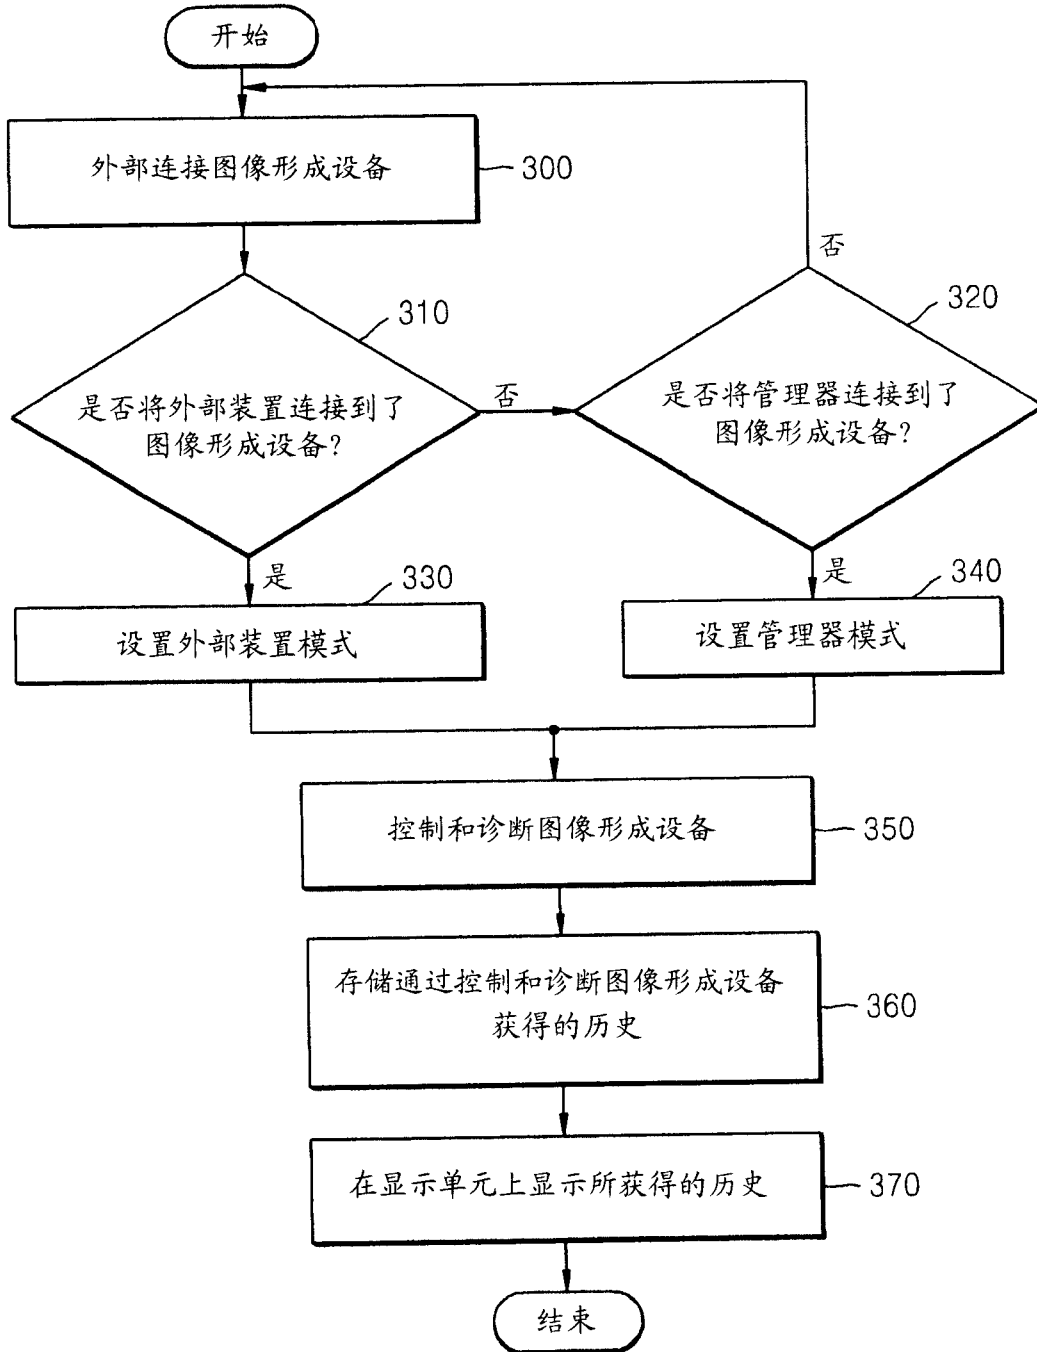 开始
外部连接图像形成设备
300
否
310
是否将外部装置连接到了
图像形成设备?
否
320
是否将管理器连接到了
图像形成设备?
是
330
设置外部装置模式
是
340
设置管理器模式
控制和诊断图像形成设备
350
存储通过控制和诊断图像形成设备
获得的历史
360
在显示单元上显示所获得的历史
370
结束